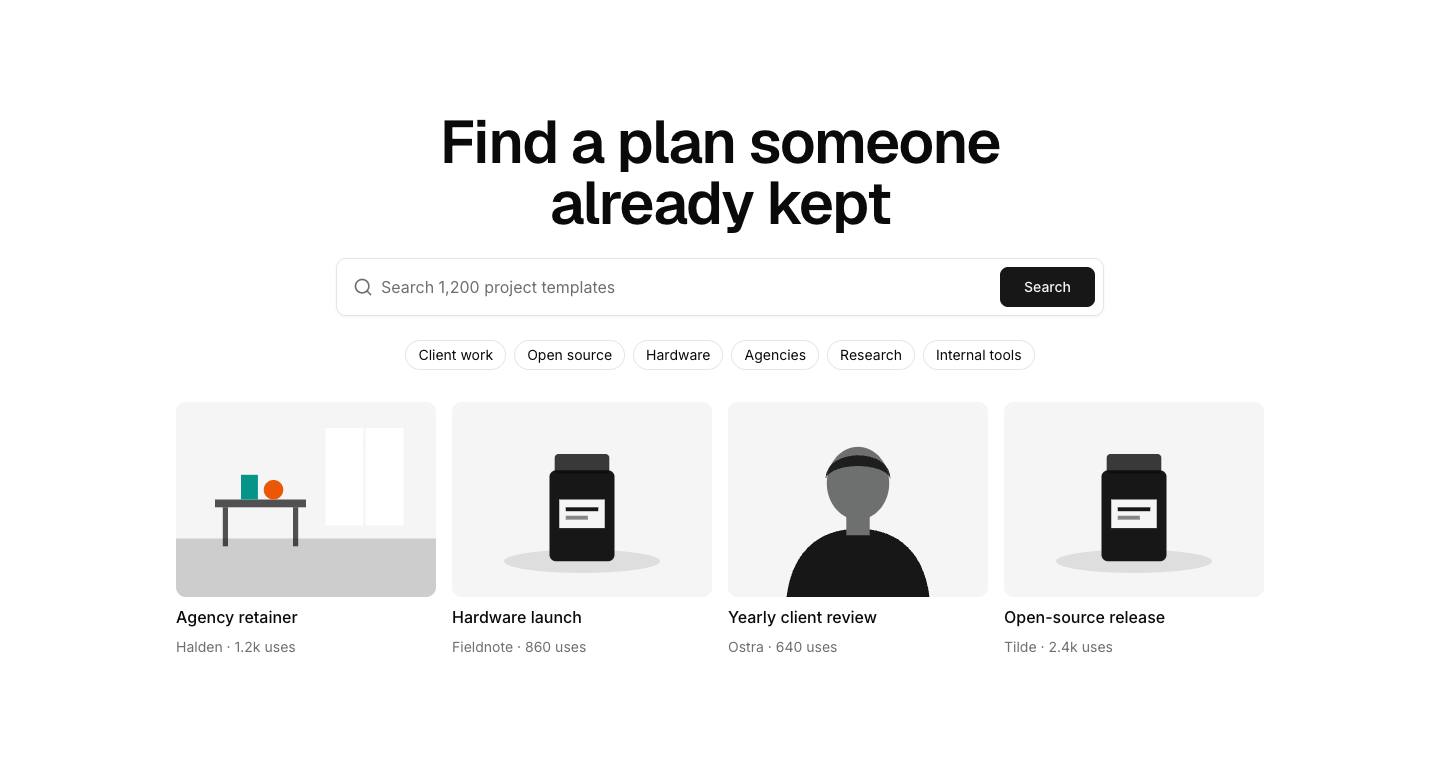 Find a plan someone
already kept
Search 1,200 project templates
Search
Client work
Open source
Hardware
Agencies
Research
Internal tools
Agency retainer
Halden · 1.2k uses
Hardware launch
Fieldnote · 860 uses
Yearly client review
Ostra · 640 uses
Open-source release
Tilde · 2.4k uses